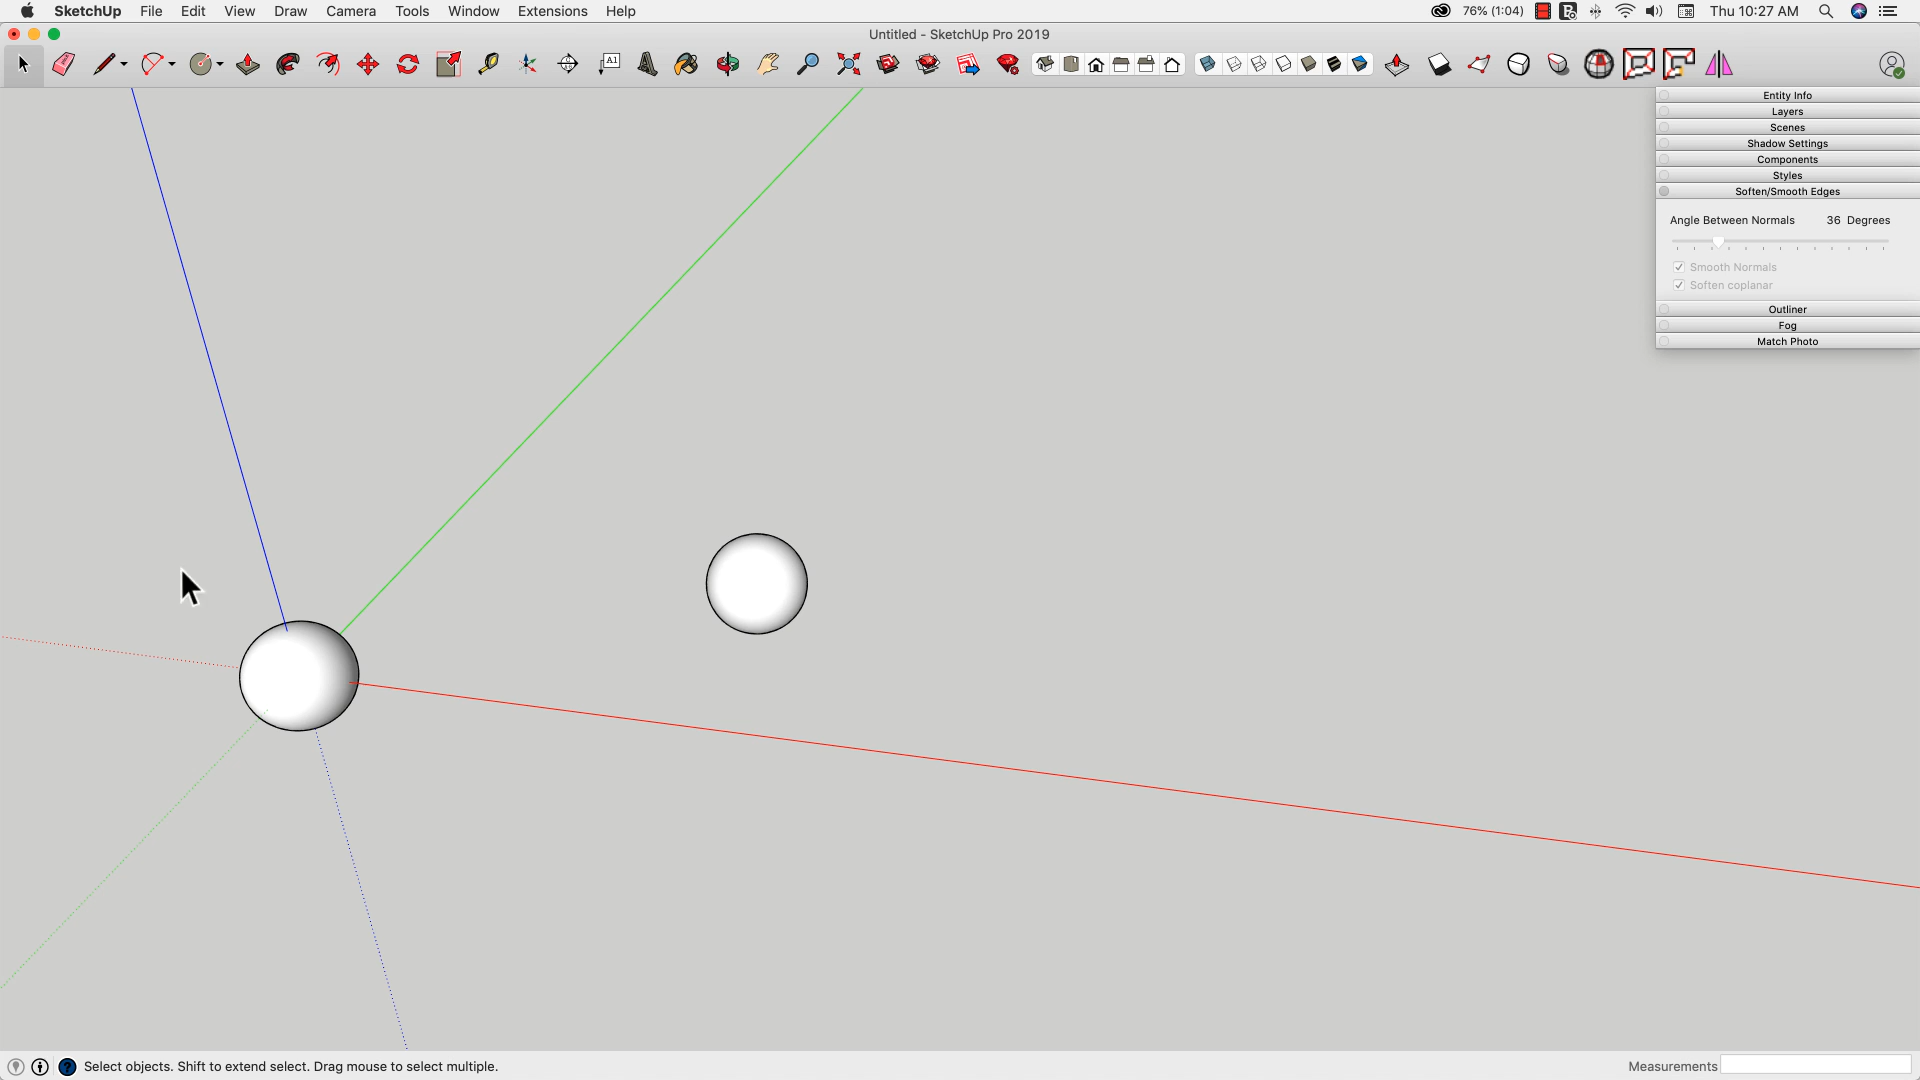 SketchUp File Edit View Draw Camera Tools Window Extensions Help 76% (1:04) Thu 10:27 AM
Untitled - SketchUp Pro 2019
A1
Entity Info
Layers
Scenes
Shadow Settings
Components
Styles
Soften/Smooth Edges
Angle Between Normals 36 Degrees
Smooth Normals
Soften coplanar
Outliner
Fog
Match Photo
Select objects. Shift to extend select. Drag mouse to select multiple. Measurements